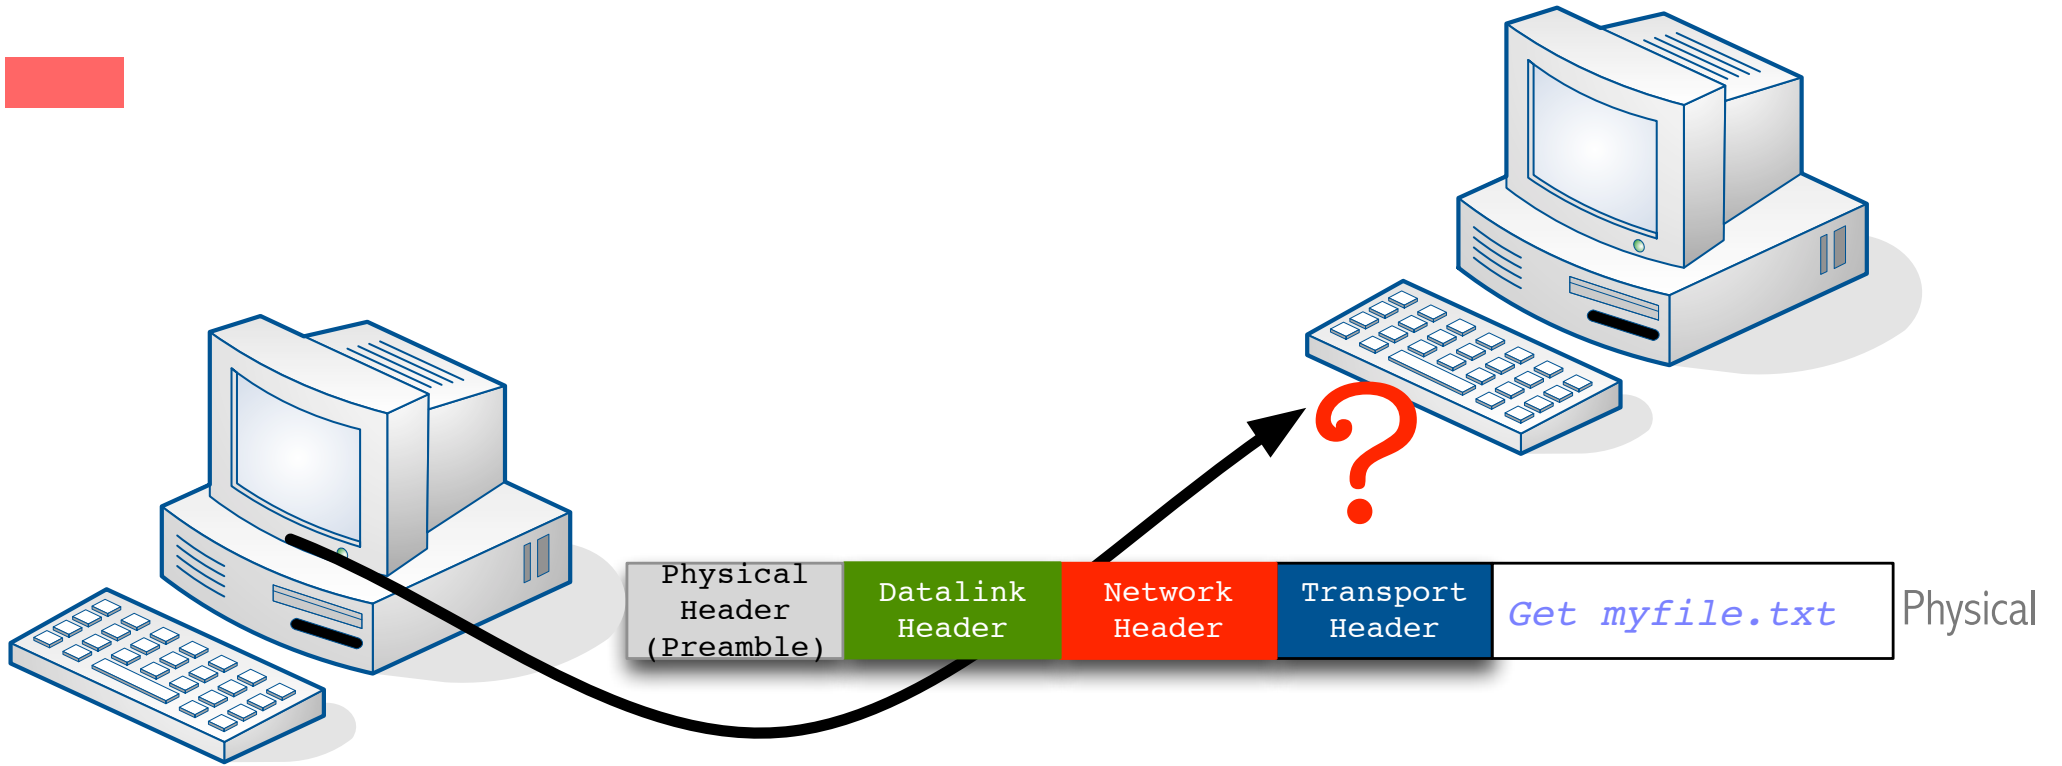 ?
Physical
Header
(Preamble)
Datalink
Header
Network
Header
Transport
Header
Get myfile.txt
Physical